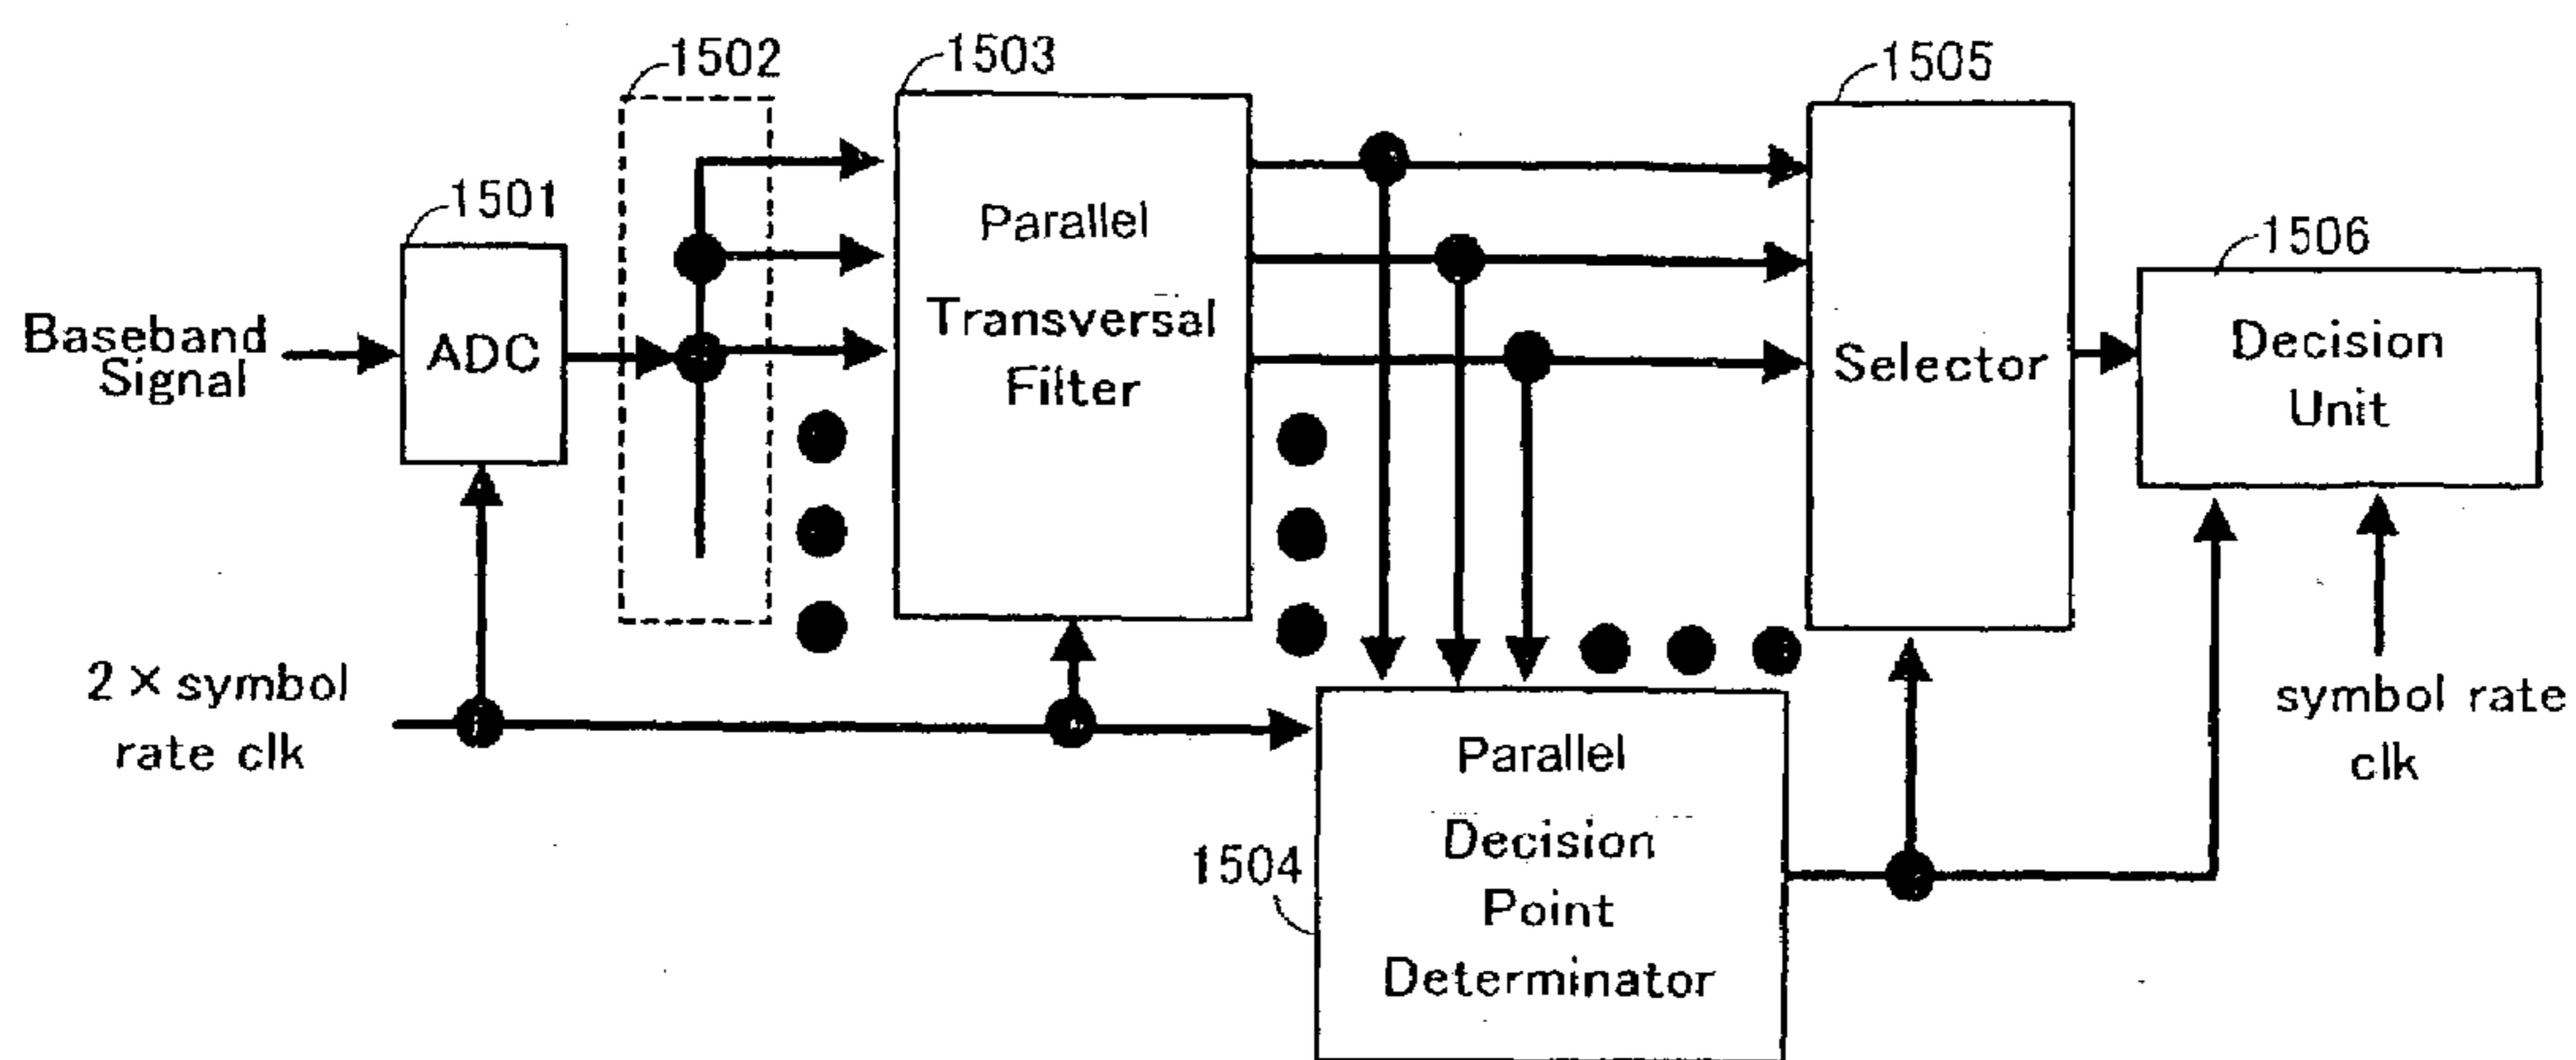 1502
1503
1505
1501
1506
Parallel
Transversal
Filter
Baseband
Signal
ADC
Selector
Decision
Unit
2 × symbol
rate clk
symbol rate
clk
1504
Parallel
Decision
Point
Determinator